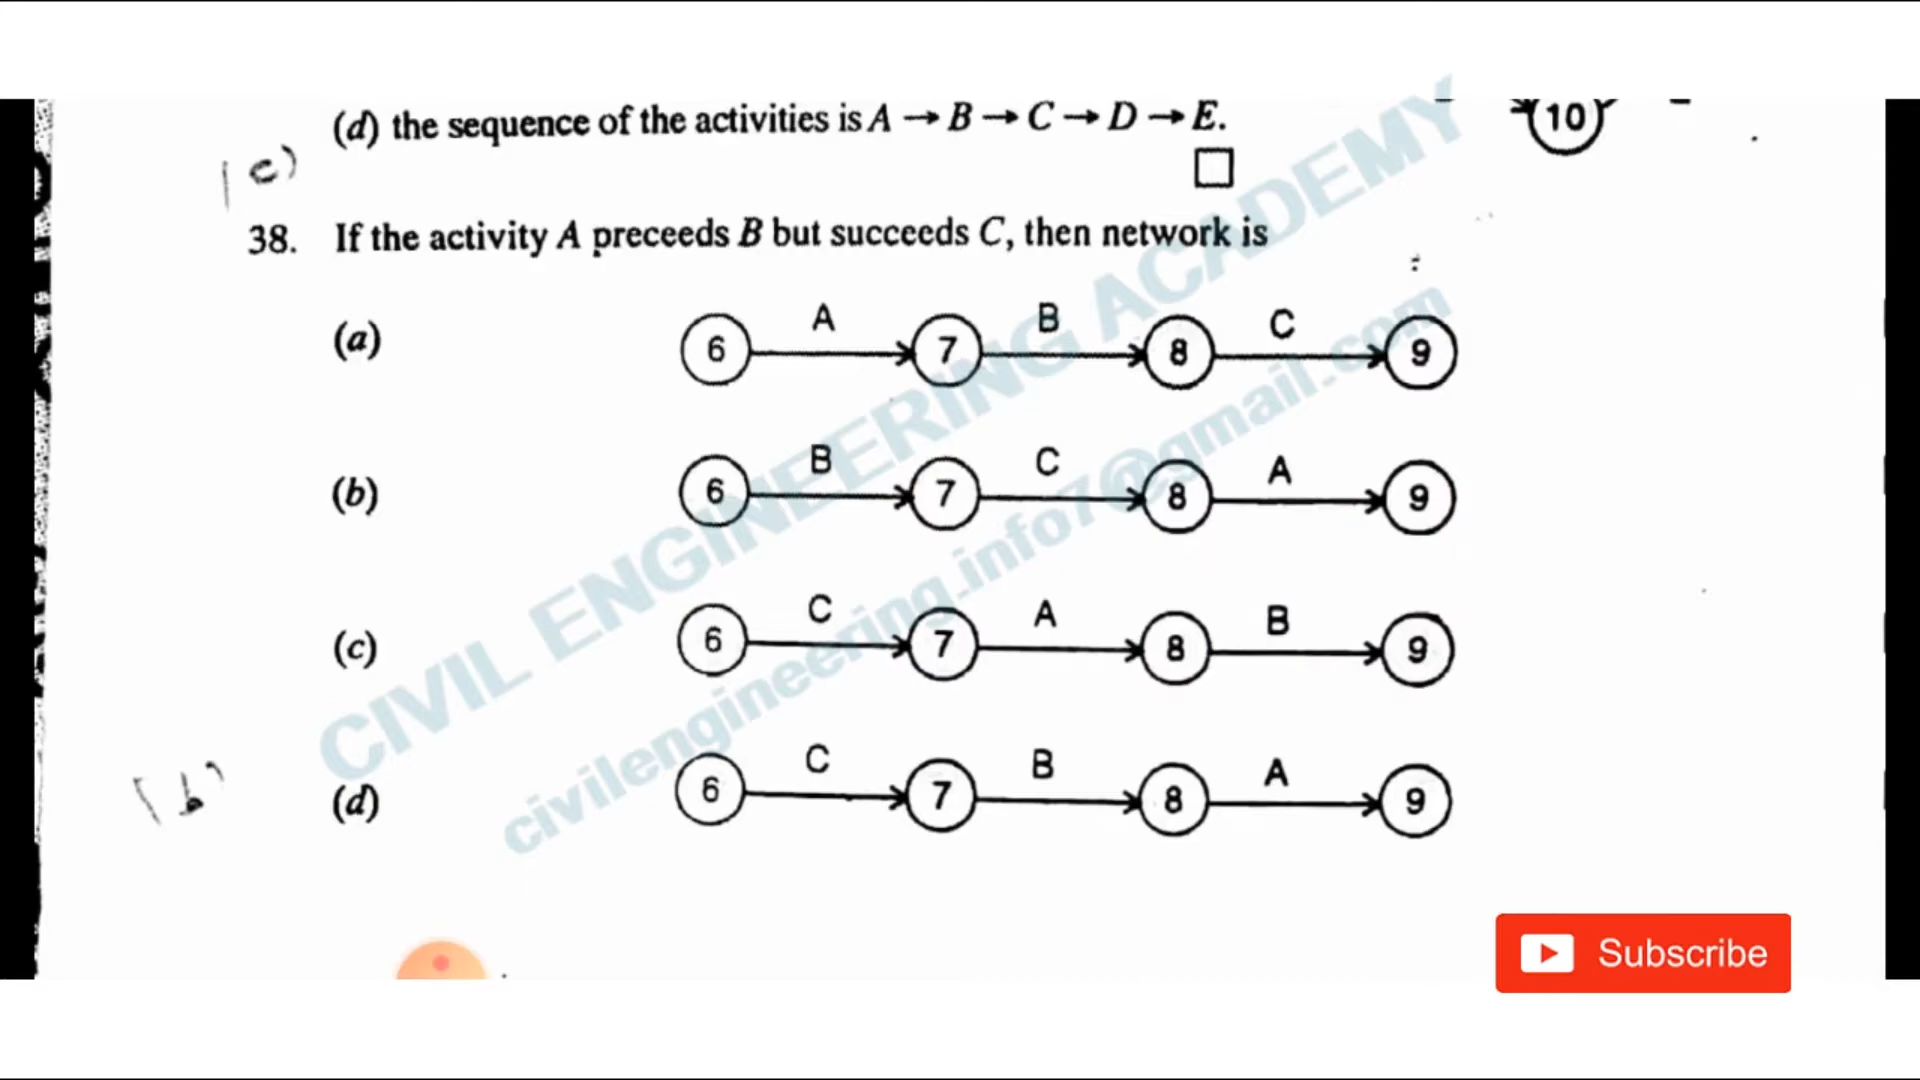 (d) the sequence of the activities is A → B → C → D → E.
10
(c)
38. If the activity A preceeds B but succeeds C, then network is
(a) 6 A 7 B 8 C 9
(b) 6 B 7 C 8 A 9
(c) 6 C 7 A 8 B 9
(d) 6 C 7 B 8 A 9
(b)
CIVIL ENGINEERING ACADEMY
civilengineering.info7@gmail.com
Subscribe